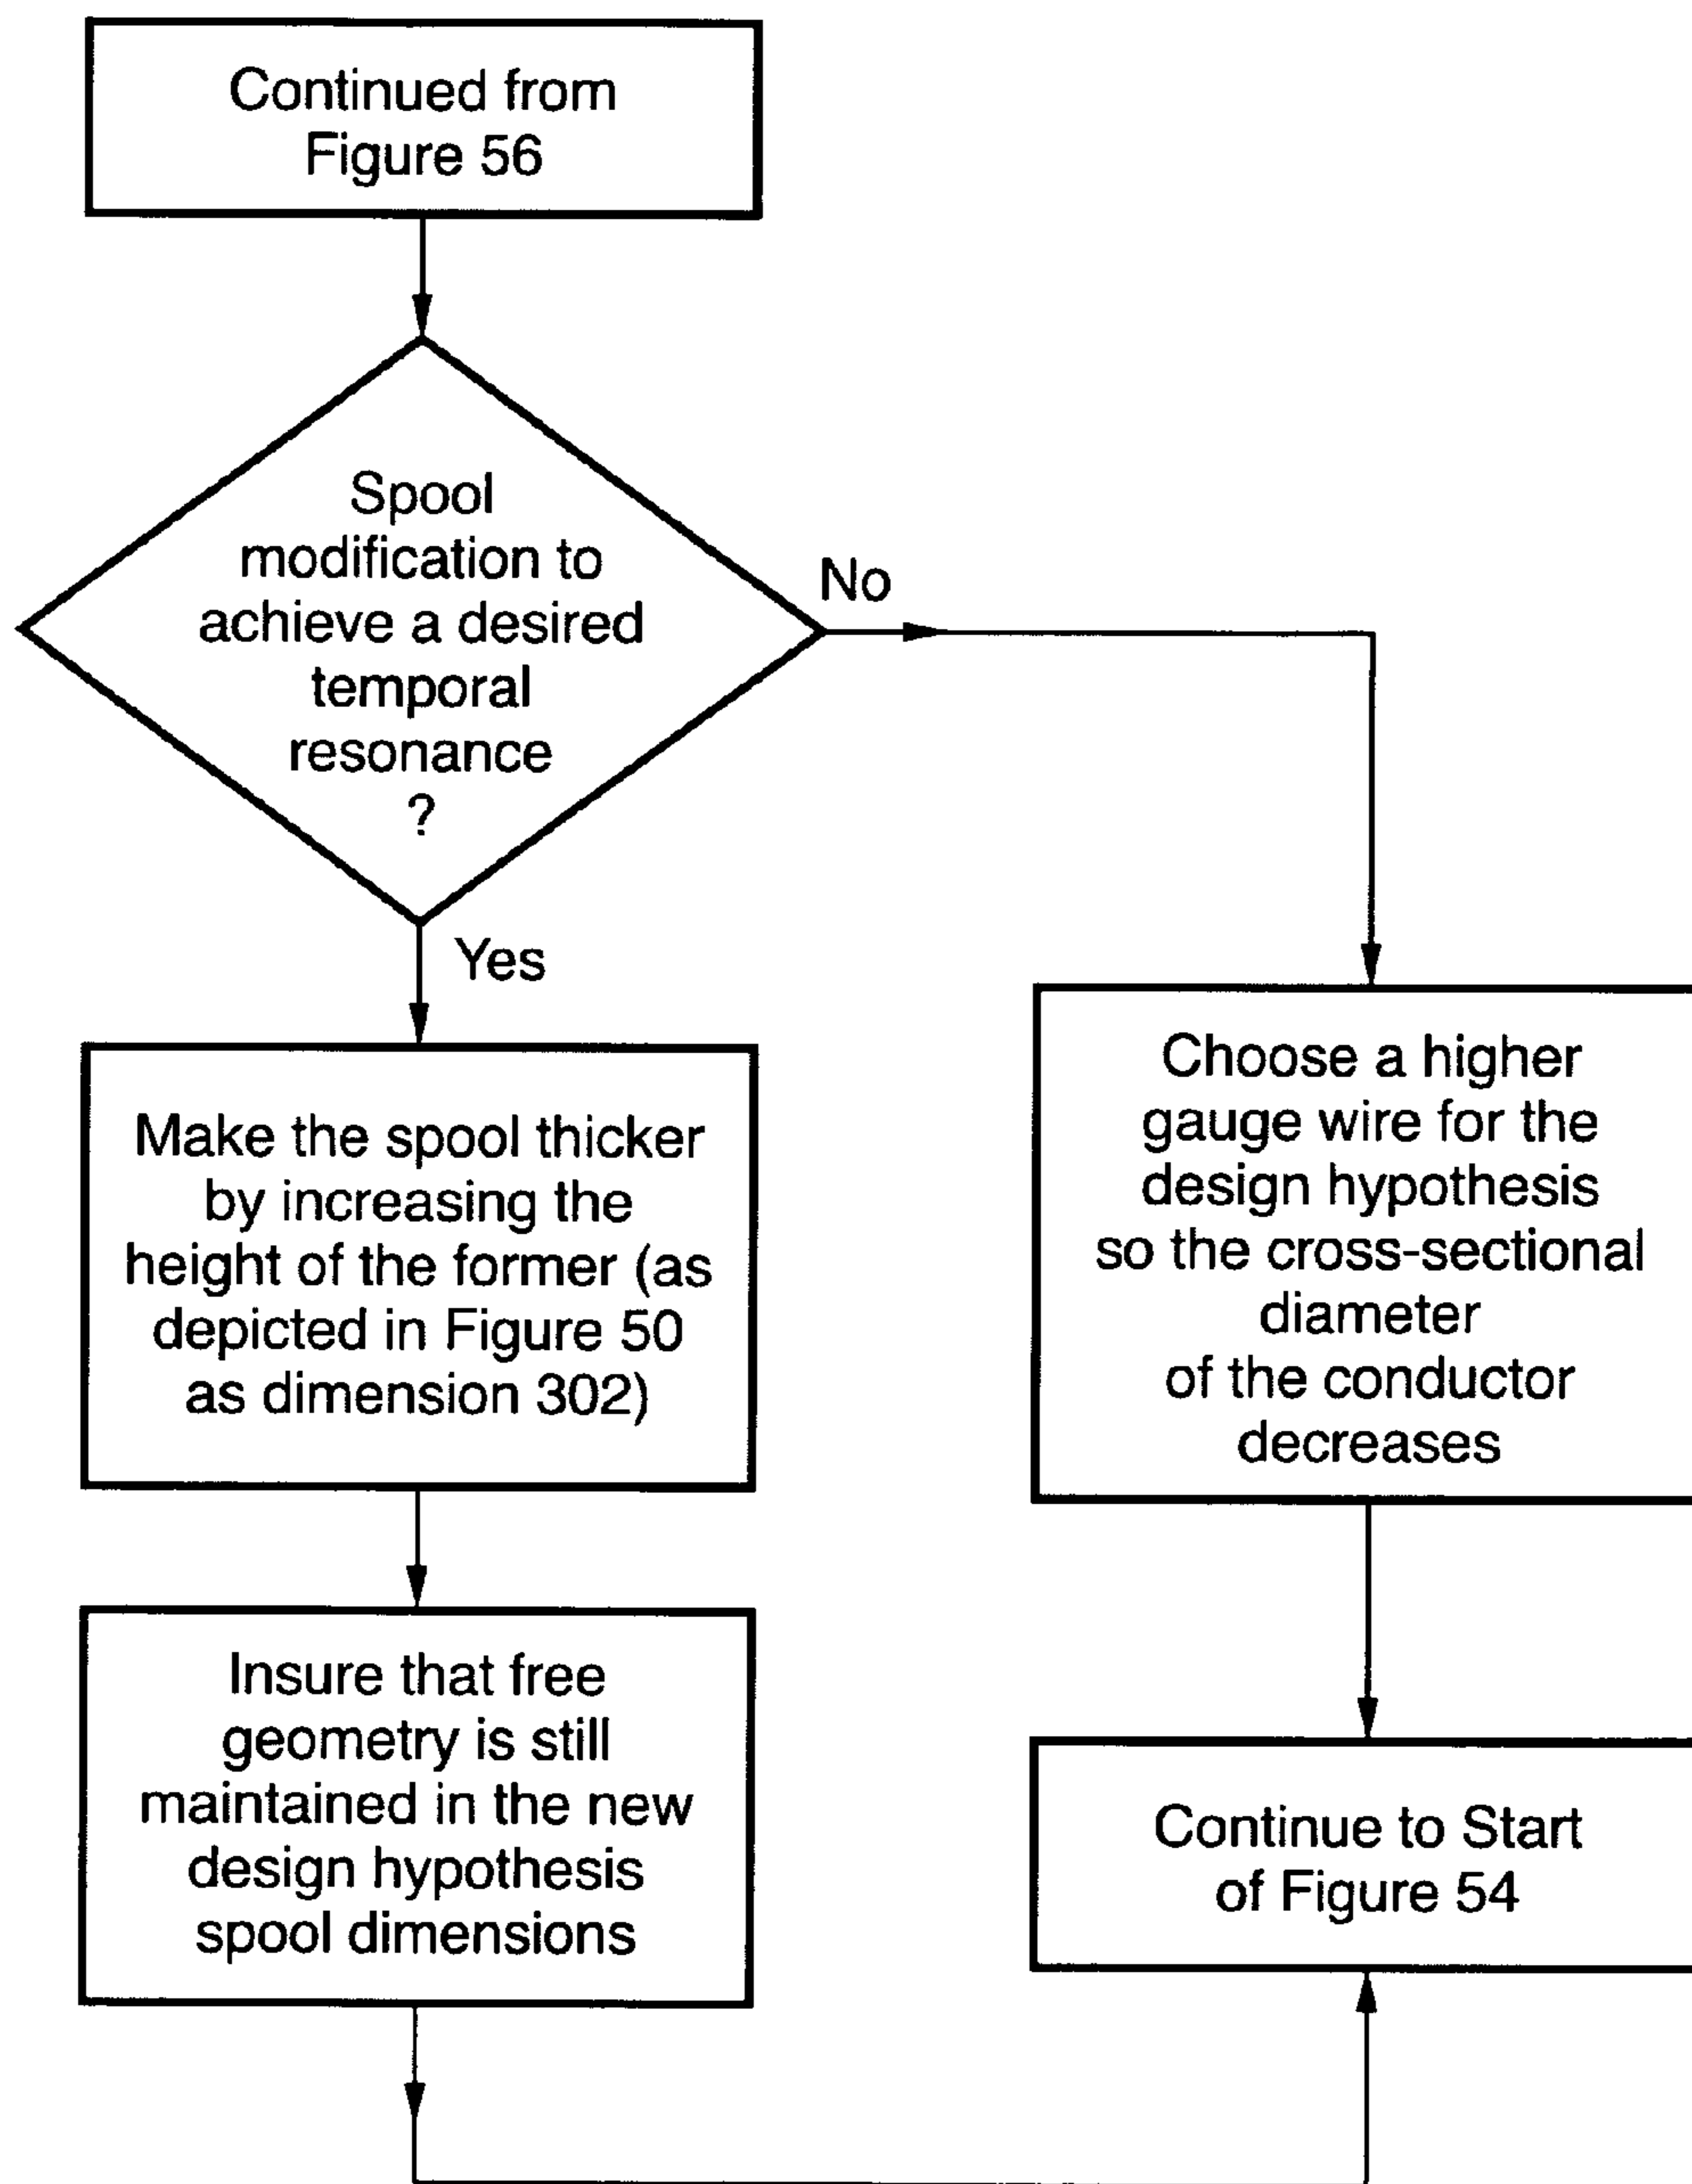 Continued from
Figure 56
Spool
modification to
achieve a desired
temporal
resonance
?
No
Yes
Make the spool thicker
by increasing the
height of the former (as
depicted in Figure 50
as dimension 302)
Choose a higher
gauge wire for the
design hypothesis
so the cross-sectional
diameter
of the conductor
decreases
Insure that free
geometry is still
maintained in the new
design hypothesis
spool dimensions
Continue to Start
of Figure 54